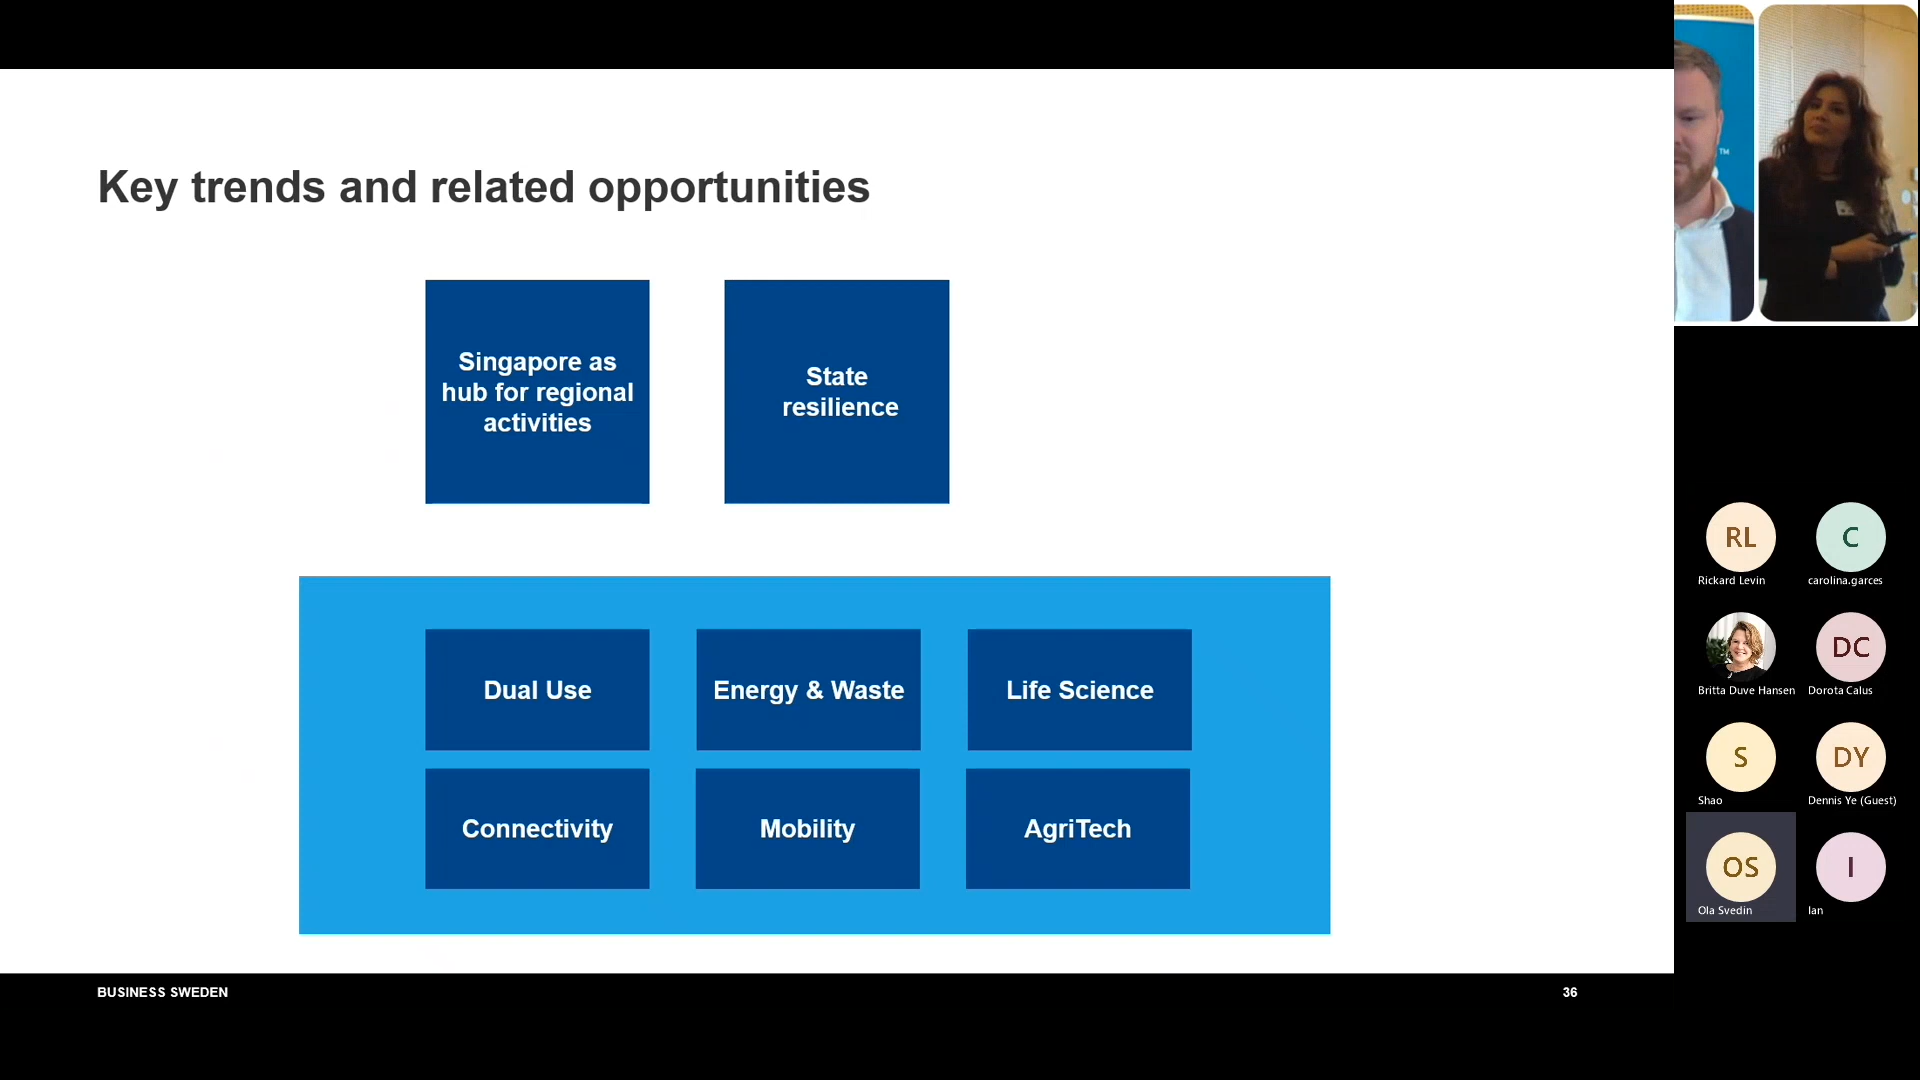 Key trends and related opportunities
Singapore as
hub for regional
activities
State
resilience
Dual Use
Energy & Waste
Life Science
Connectivity
Mobility
AgriTech
BUSINESS SWEDEN
36
TM
RL
C
Rickard Levin
carolina.garces
DC
Britta Duve Hansen
Dorota Calus
S
DY
Shao
Dennis Ye (Guest)
OS
I
Ola Svedin
Ian